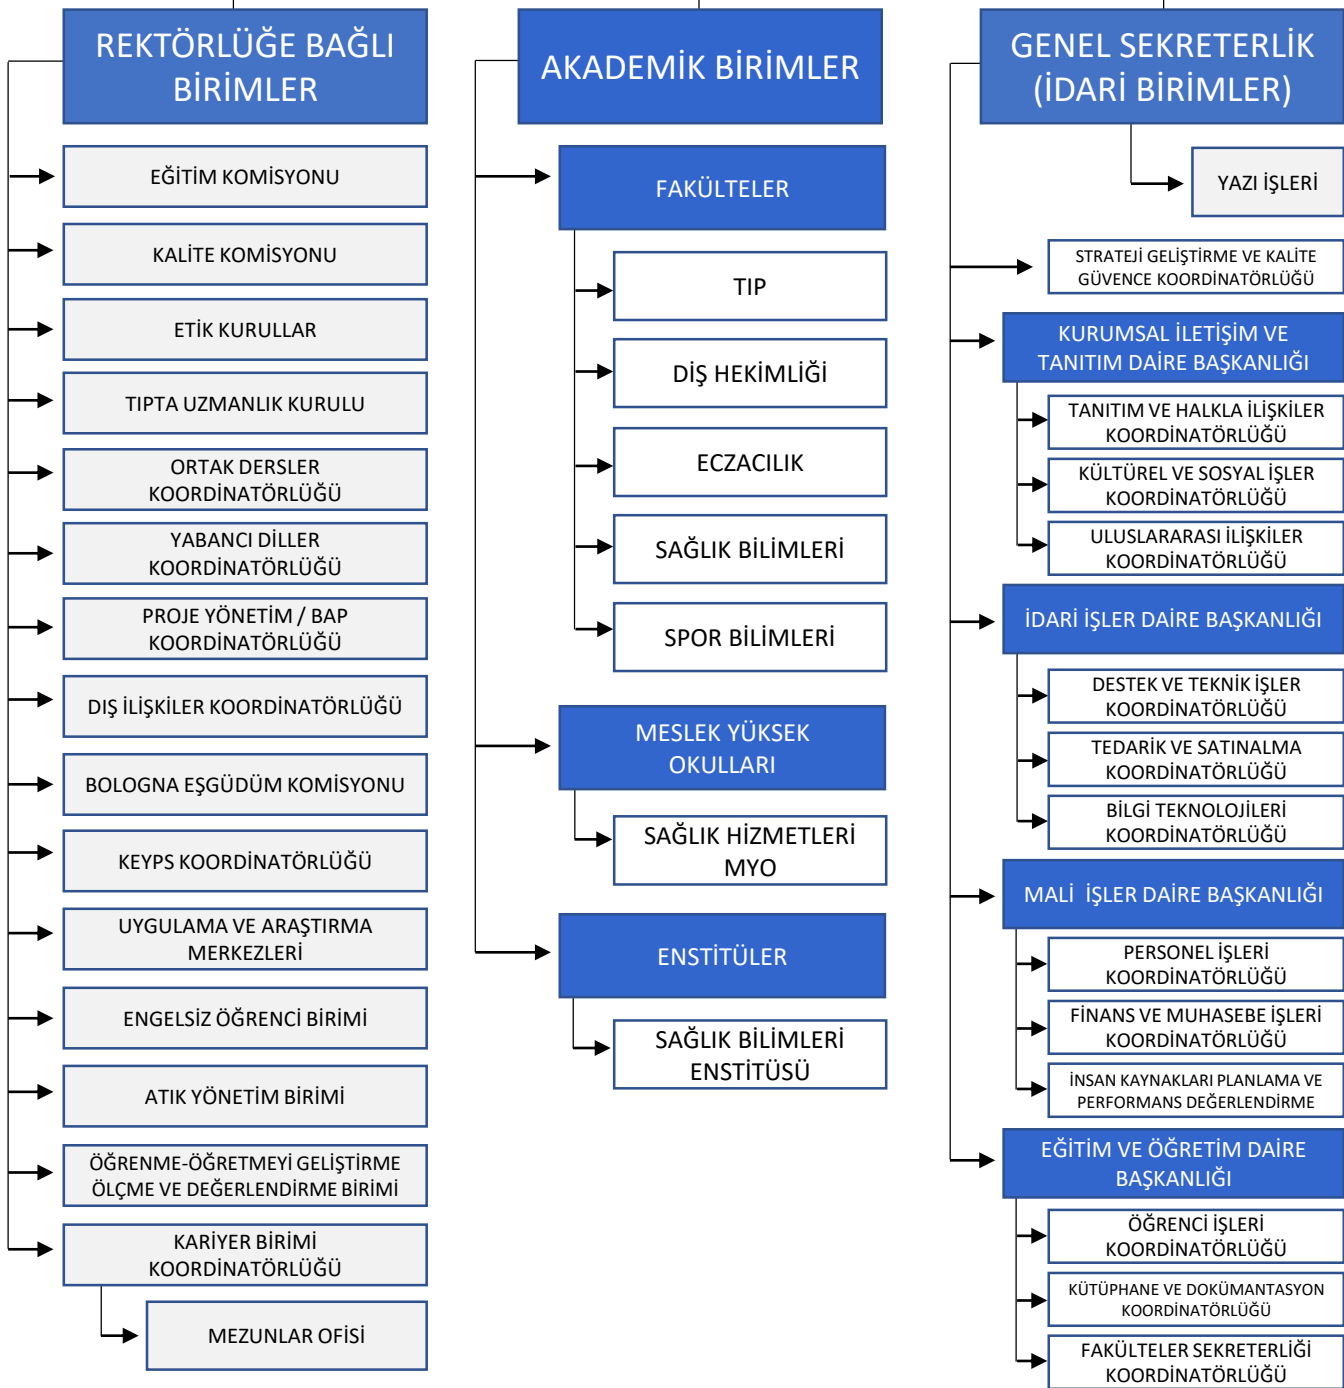 REKTÖRLÜĞE BAĞLI
BİRİMLER
EĞİTİM KOMİSYONU
KALİTE KOMİSYONU
ETİK KURULLAR
TIPTA UZMANLIK KURULU
ORTAK DERSLER
KOORDİNATÖRLÜĞÜ
YABANCI DİLLER
KOORDİNATÖRLÜĞÜ
PROJE YÖNETİM / BAP
KOORDİNATÖRLÜĞÜ
DIŞ İLİŞKİLER KOORDİNATÖRLÜĞÜ
BOLOGNA EŞGÜDÜM KOMİSYONU
KEYPS KOORDİNATÖRLÜĞÜ
UYGULAMA VE ARAŞTIRMA
MERKEZLERİ
ENGELSİZ ÖĞRENCİ BİRİMİ
ATIK YÖNETİM BİRİMİ
ÖĞRENME-ÖĞRETMEYİ GELİŞTİRME
ÖLÇME VE DEĞERLENDİRME BİRİMİ
KARİYER BİRİMİ
KOORDİNATÖRLÜĞÜ
MEZUNLAR OFİSİ
AKADEMİK BİRİMLER
FAKÜLTELER
TIP
DİŞ HEKİMLİĞİ
ECZACILIK
SAĞLIK BİLİMLERİ
SPOR BİLİMLERİ
MESLEK YÜKSEK
OKULLARI
SAĞLIK HİZMETLERİ
MYO
ENSTİTÜLER
SAĞLIK BİLİMLERİ
ENSTİTÜSÜ
GENEL SEKRETERLİK
(İDARİ BİRİMLER)
YAZI İŞLERİ
STRATEJİ GELİŞTİRME VE KALİTE
GÜVENCE KOORDİNATÖRLÜĞÜ
KURUMSAL İLETİŞİM VE
TANITIM DAİRE BAŞKANLIĞI
TANITIM VE HALKLA İLİŞKİLER
KOORDİNATÖRLÜĞÜ
KÜLTÜREL VE SOSYAL İŞLER
KOORDİNATÖRLÜĞÜ
ULUSLARARASI İLİŞKİLER
KOORDİNATÖRLÜĞÜ
İDARİ İŞLER DAİRE BAŞKANLIĞI
DESTEK VE TEKNİK İŞLER
KOORDİNATÖRLÜĞÜ
TEDARİK VE SATINALMA
KOORDİNATÖRLÜĞÜ
BİLGİ TEKNOLOJİLERİ
KOORDİNATÖRLÜĞÜ
MALİ İŞLER DAİRE BAŞKANLIĞI
PERSONEL İŞLERİ
KOORDİNATÖRLÜĞÜ
FİNANS VE MUHASEBE İŞLERİ
KOORDİNATÖRLÜĞÜ
İNSAN KAYNAKLARI PLANLAMA VE
PERFORMANS DEĞERLENDİRME
EĞİTİM VE ÖĞRETİM DAİRE
BAŞKANLIĞI
ÖĞRENCİ İŞLERİ
KOORDİNATÖRLÜĞÜ
KÜTÜPHANE VE DOKÜMANTASYON
KOORDİNATÖRLÜĞÜ
FAKÜLTELER SEKRETERLİĞİ
KOORDİNATÖRLÜĞÜ